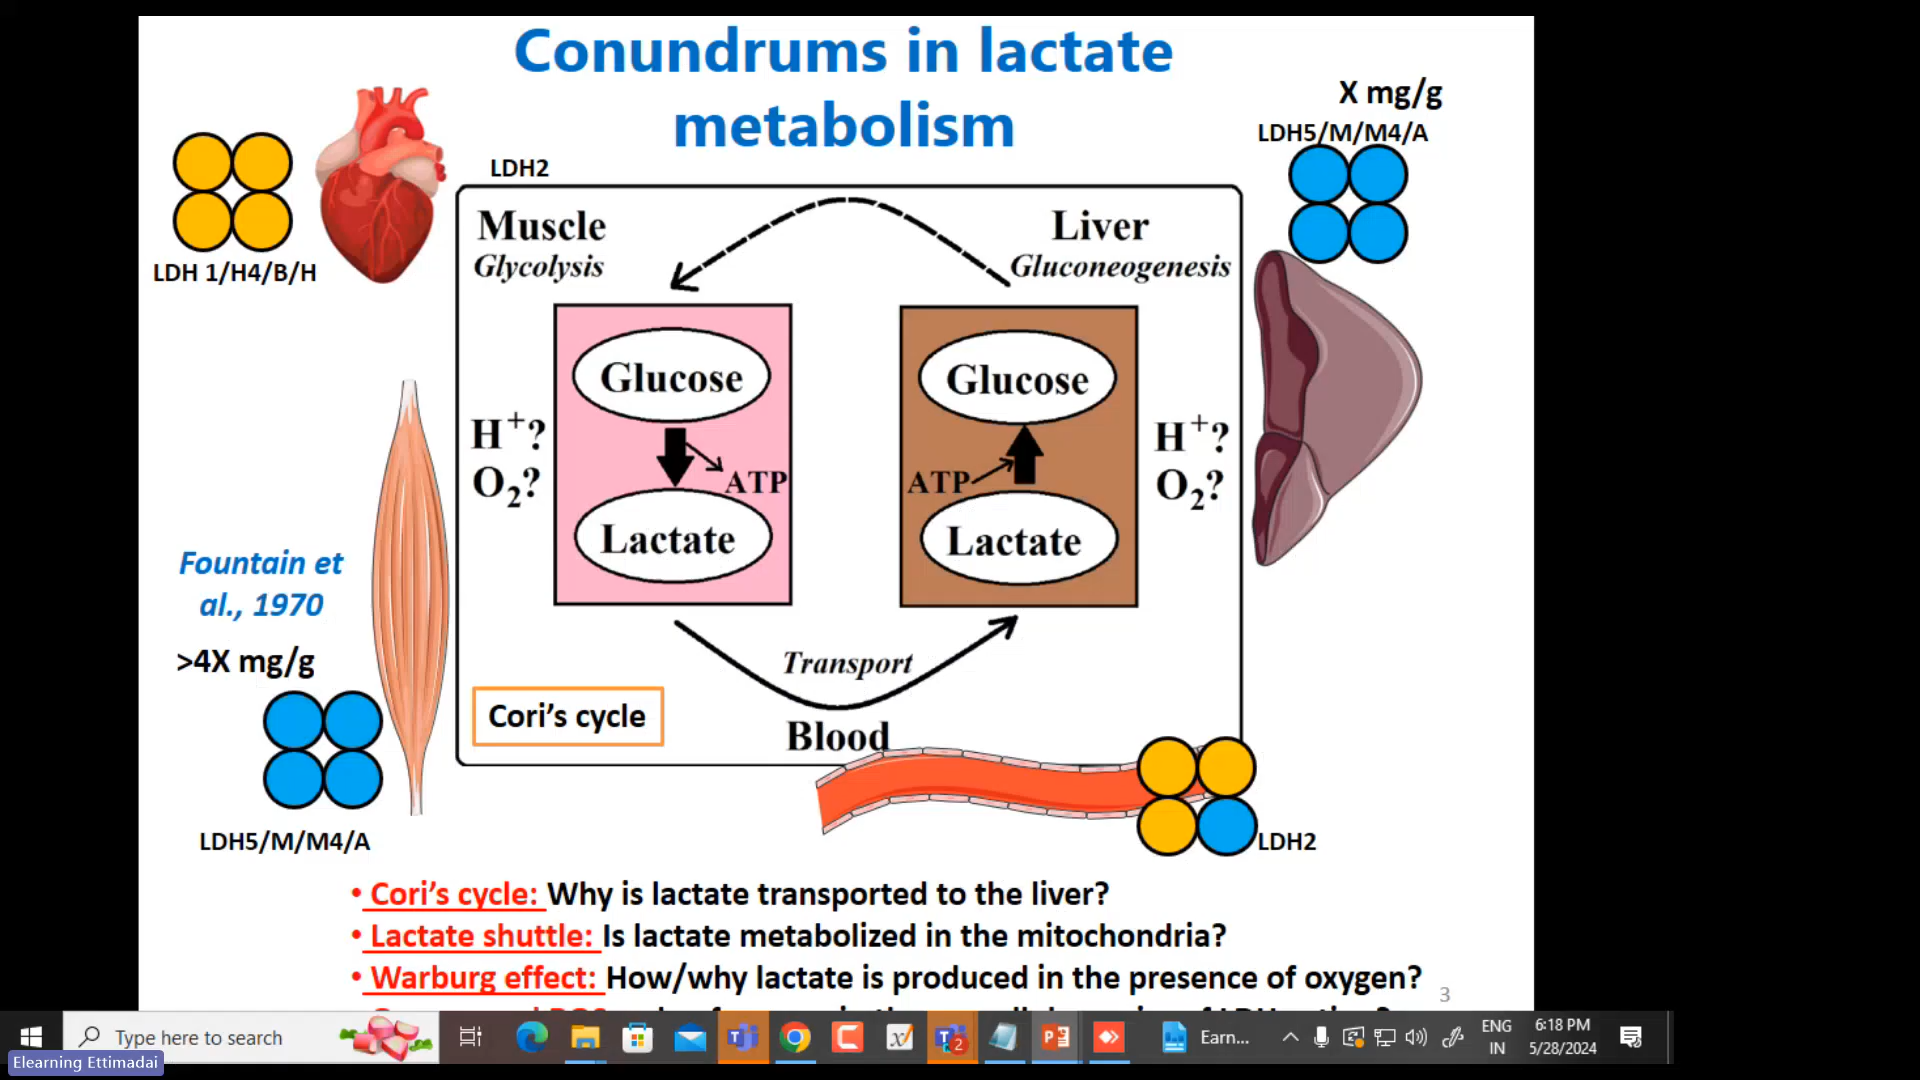 Conundrums in lactate
metabolism
X mg/g
LDH5/M/M4/A
LDH2
LDH 1/H4/B/H
Muscle
Glycolysis
Liver
Gluconeogenesis
Glucose
Glucose
H+?
O2?
ATP
ATP
H+?
O2?
Lactate
Lactate
Fountain et
al., 1970
>4X mg/g
Transport
Cori’s cycle
Blood
LDH5/M/M4/A
LDH2
• Cori’s cycle: Why is lactate transported to the liver?
• Lactate shuttle: Is lactate metabolized in the mitochondria?
• Warburg effect: How/why lactate is produced in the presence of oxygen?
3
Type here to search
Earn...
ENG
IN
6:18 PM
5/28/2024
Elearning Ettimadai